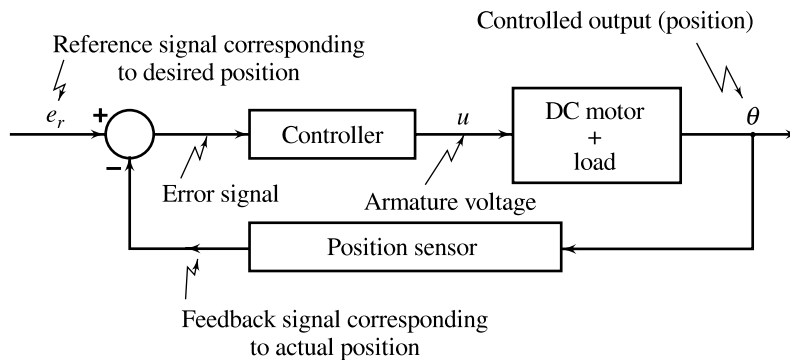 Controlled output (position)
Reference signal corresponding
to desired position
e_r
+
−
Controller
u
DC motor
+
load
θ
Error signal
Armature voltage
Position sensor
Feedback signal corresponding
to actual position